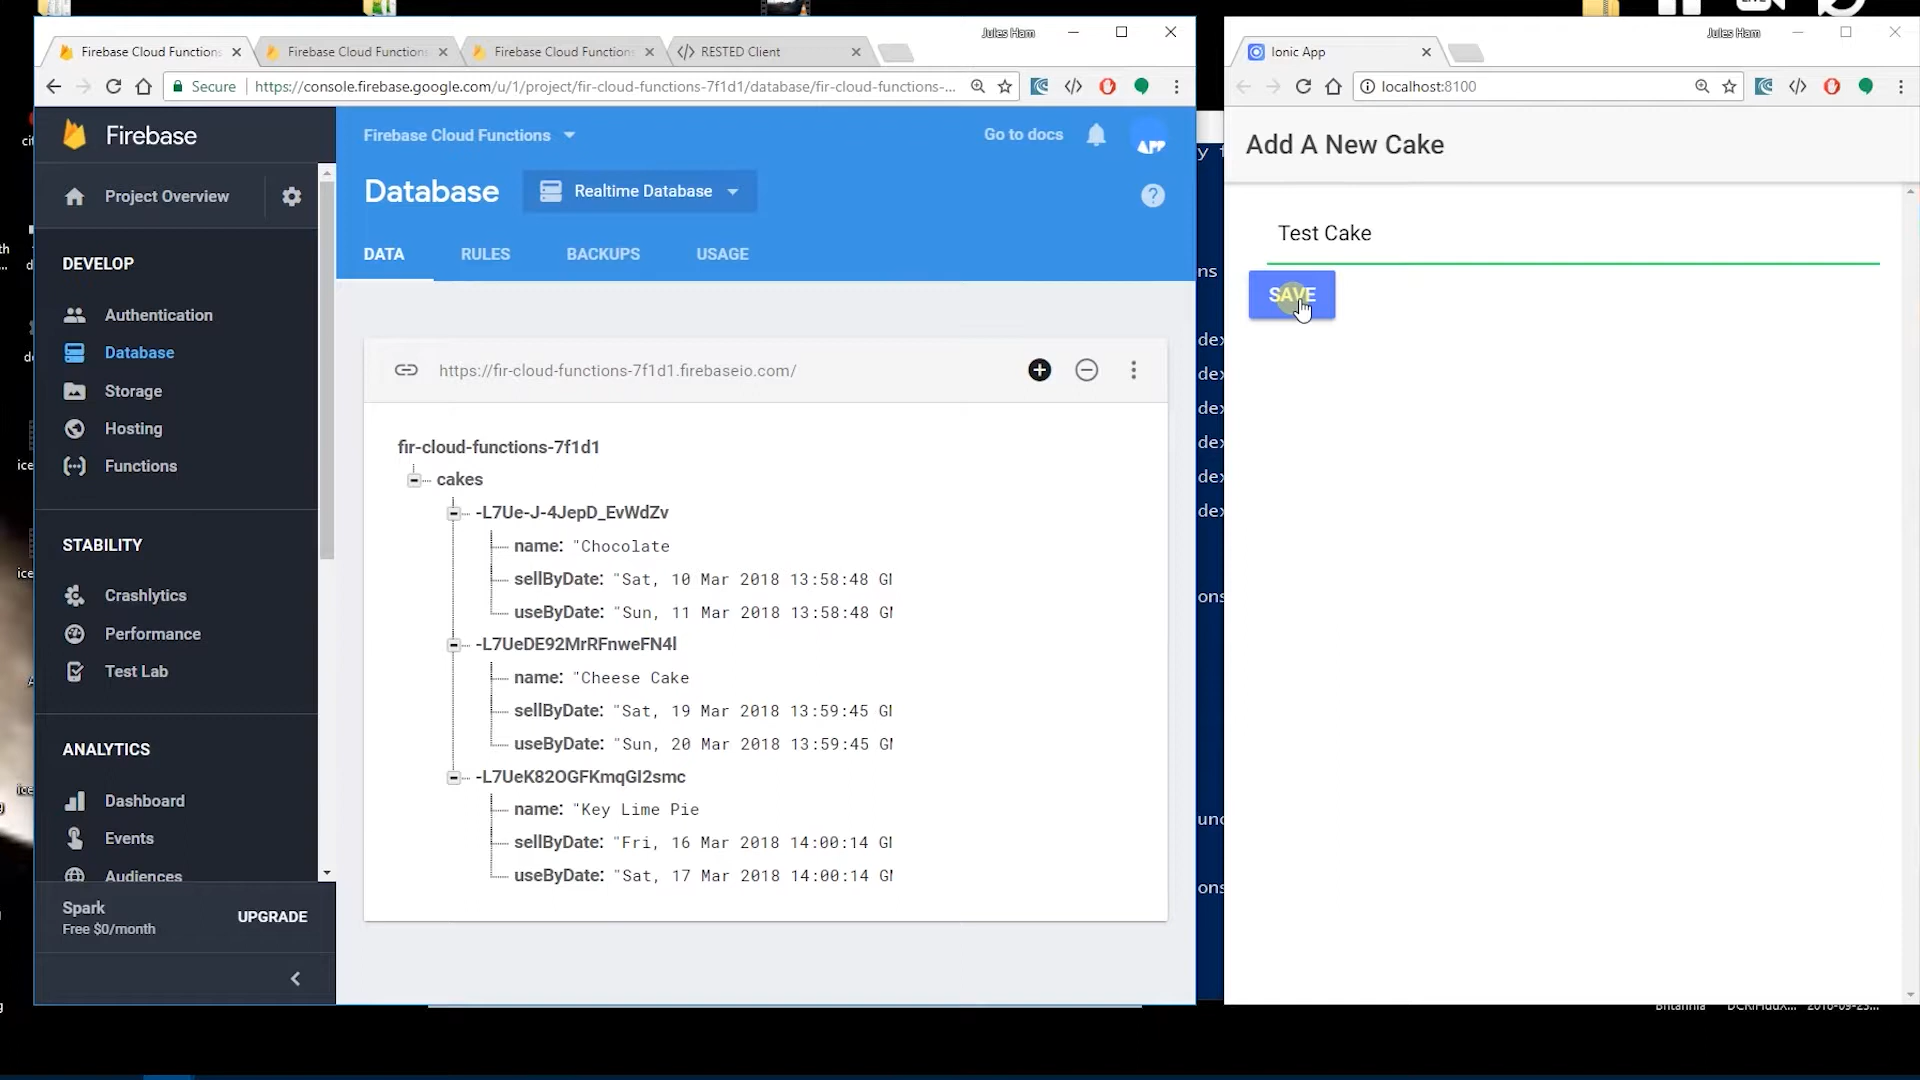 Jules Ham
Firebase Cloud Functions
Firebase Cloud Functions
Firebase Cloud Functions
RESTED Client
Secure
https://console.firebase.google.com/u/1/project/fir-cloud-functions-7f1d1/database/fir-cloud-functions-...
Firebase
Project Overview
DEVELOP
Authentication
Database
Storage
Hosting
Functions
STABILITY
Crashlytics
Performance
Test Lab
ANALYTICS
Dashboard
Events
Audiences
Spark
Free $0/month
UPGRADE
Firebase Cloud Functions
Go to docs
APP
Database
Realtime Database
?
DATA
RULES
BACKUPS
USAGE
https://fir-cloud-functions-7f1d1.firebaseio.com/
fir-cloud-functions-7f1d1
cakes
-L7Ue-J-4JepD_EvWdZv
name: "Chocolate
sellByDate: "Sat, 10 Mar 2018 13:58:48 GM
useByDate: "Sun, 11 Mar 2018 13:58:48 GM
-L7UeDE92MrRFnweFN4l
name: "Cheese Cake
sellByDate: "Sat, 19 Mar 2018 13:59:45 GM
useByDate: "Sun, 20 Mar 2018 13:59:45 GM
-L7UeK82OGFKmqGI2smc
name: "Key Lime Pie
sellByDate: "Fri, 16 Mar 2018 14:00:14 GM
useByDate: "Sat, 17 Mar 2018 14:00:14 GM
Jules Ham
Ionic App
localhost:8100
Add A New Cake
Test Cake
SAVE